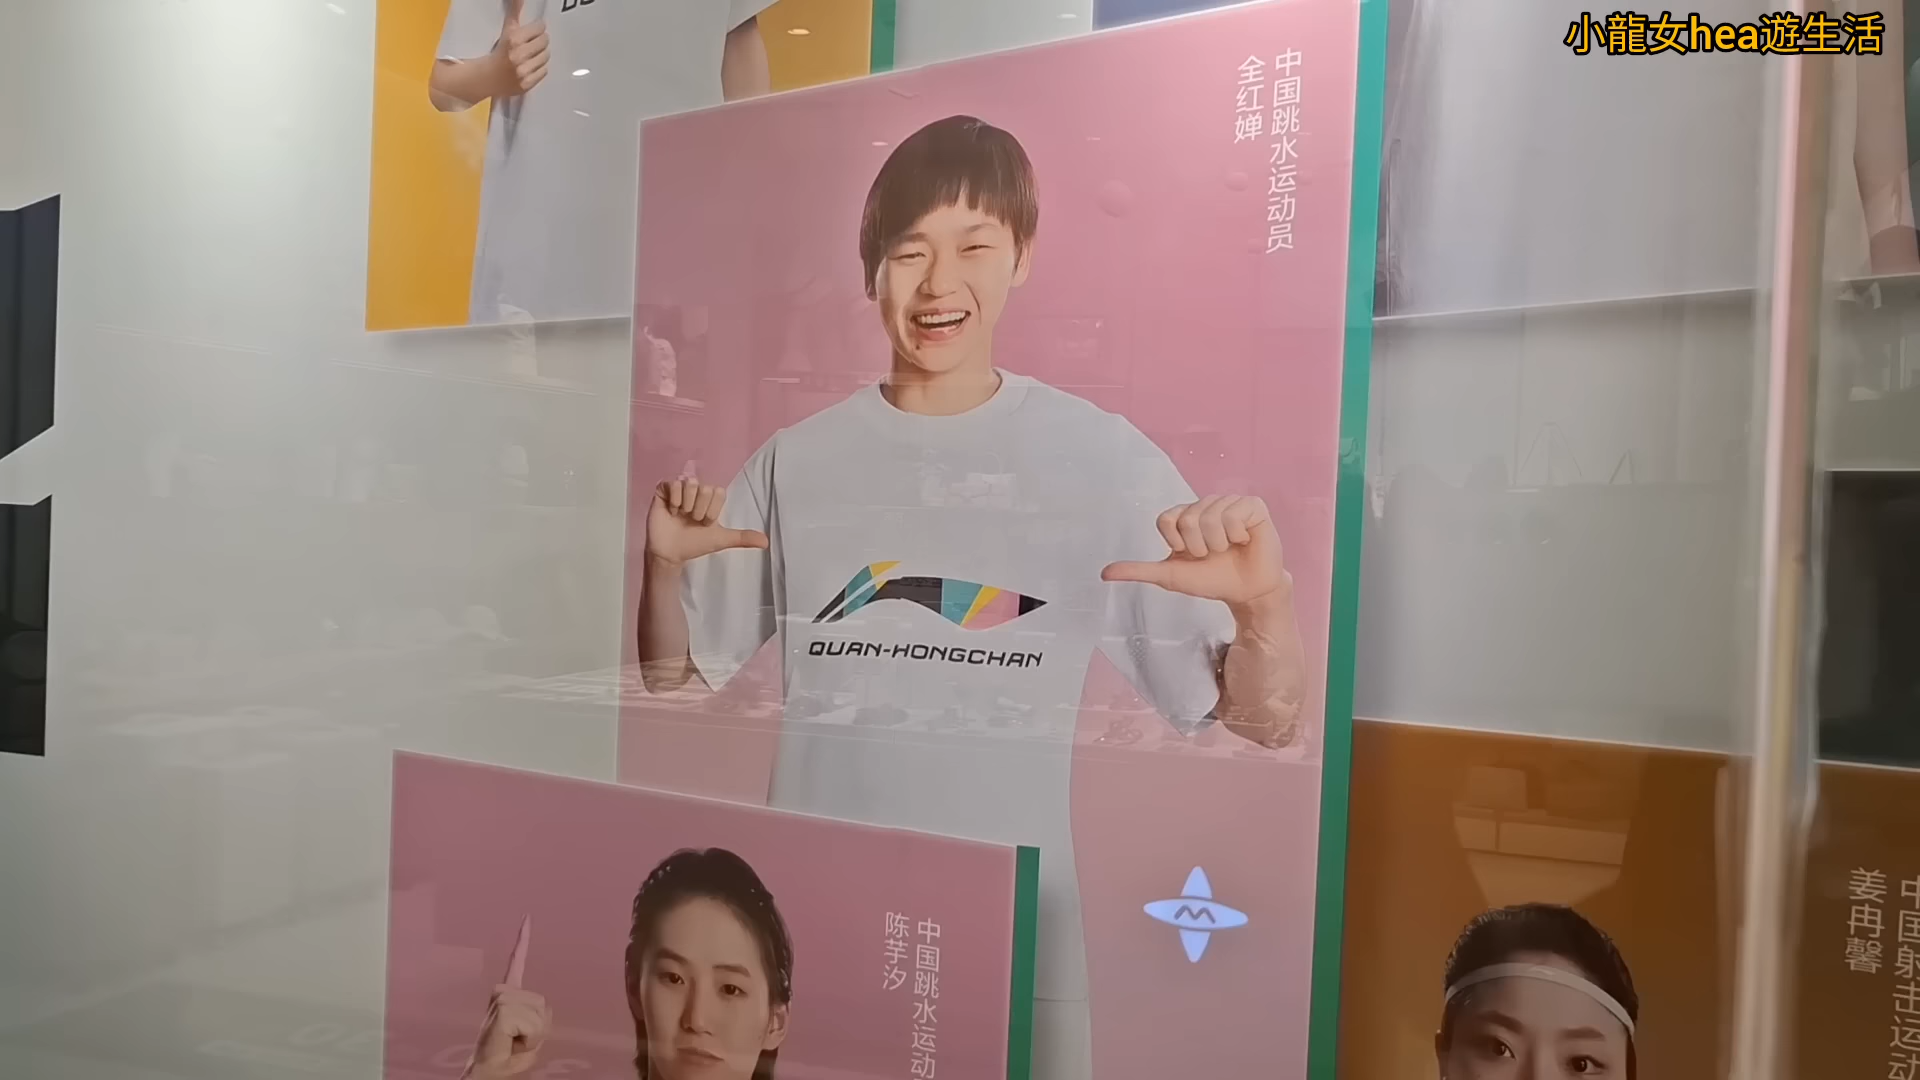 小龍女hea遊生活
中国跳水运动员
全红婵
QUAN-HONGCHAN
中国跳水运动
陈芋汐
中国射击运动
姜冉馨